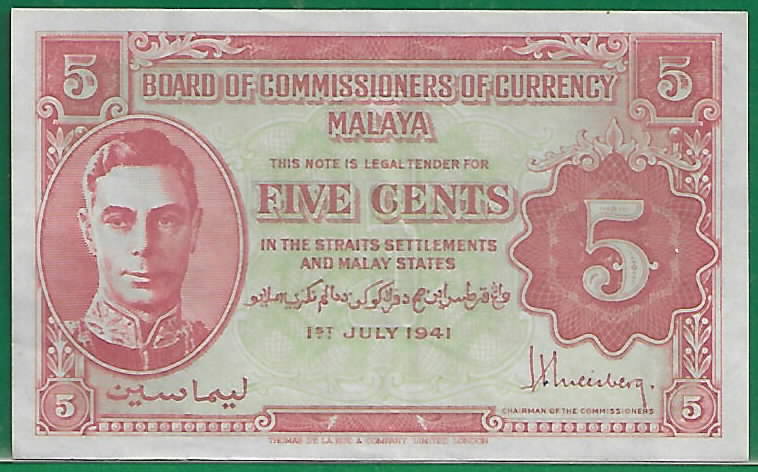 5 5
BOARD OF COMMISSIONERS OF CURRENCY
MALAYA
THIS NOTE IS LEGAL TENDER FOR
FIVE CENTS
IN THE STRAITS SETTLEMENTS
AND MALAY STATES
5
1ST JULY 1941
ليما سين
CHAIRMAN OF THE COMMISSIONERS
5 5
THOMAS DE LA RUE & COMPANY, LIMITED, LONDON